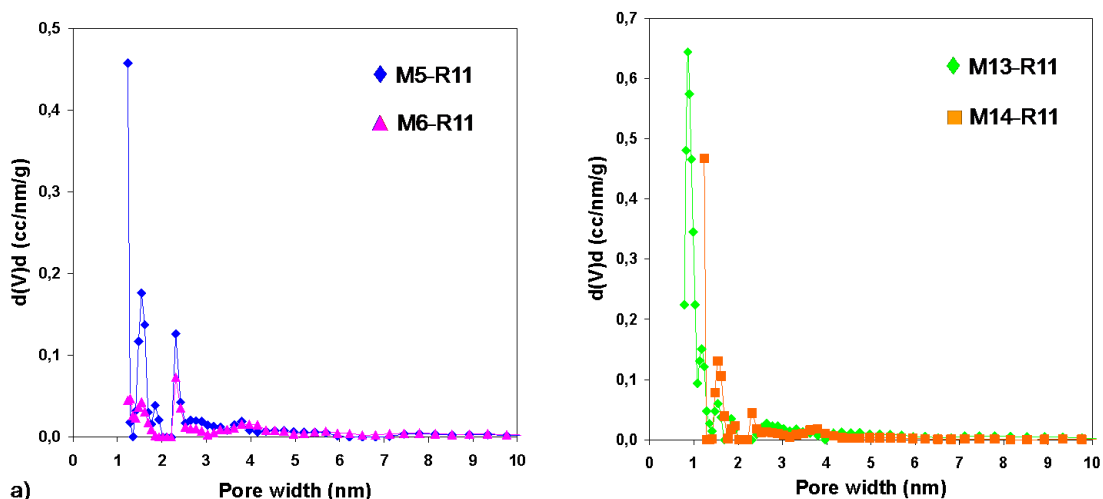 0,5
0,4
0,3
0,2
0,1
0,0
d(V)d (cc/nm/g)
M5-R11
M6-R11
0 1 2 3 4 5 6 7 8 9 10
Pore width (nm)
a)
0,7
0,6
0,5
0,4
0,3
0,2
0,1
0,0
d(V)d (cc/nm/g)
M13-R11
M14-R11
0 1 2 3 4 5 6 7 8 9 10
Pore width (nm)